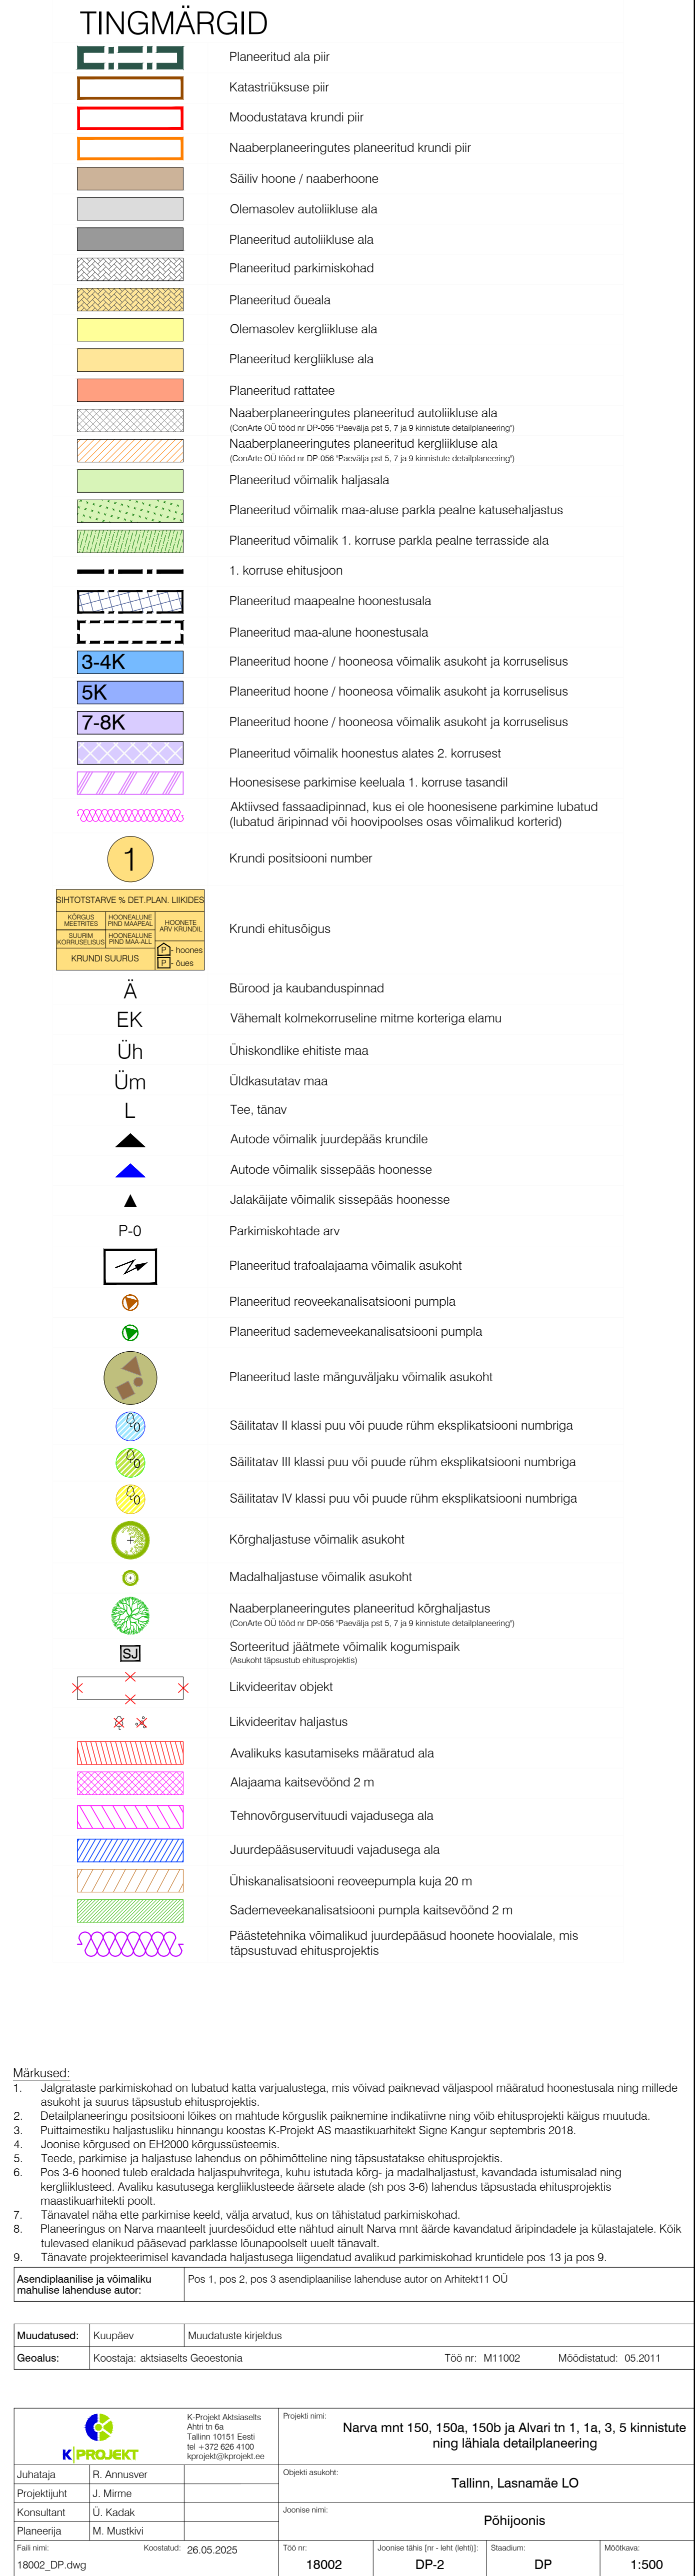 TINGMÄRGID
Planeeritud ala piir
Katastriüksuse piir
Moodustatava krundi piir
Naaberplaneeringutes planeeritud krundi piir
Säiliv hoone / naaberhoone
Olemasolev autoliikluse ala
Planeeritud autoliikluse ala
Planeeritud parkimiskohad
Planeeritud õueala
Olemasolev kergliikluse ala
Planeeritud kergliikluse ala
Planeeritud rattatee
Naaberplaneeringutes planeeritud autoliikluse ala
(ConArte OÜ tööd nr DP-056 "Paevälja pst 5, 7 ja 9 kinnistute detailplaneering")
Naaberplaneeringutes planeeritud kergliikluse ala
(ConArte OÜ tööd nr DP-056 "Paevälja pst 5, 7 ja 9 kinnistute detailplaneering")
Planeeritud võimalik haljasala
Planeeritud võimalik maa-aluse parkla pealne katusehaljastus
Planeeritud võimalik 1. korruse parkla pealne terrasside ala
1. korruse ehitusjoon
Planeeritud maapealne hoonestusala
Planeeritud maa-alune hoonestusala
3-4K Planeeritud hoone / hooneosa võimalik asukoht ja korruselisus
5K Planeeritud hoone / hooneosa võimalik asukoht ja korruselisus
7-8K Planeeritud hoone / hooneosa võimalik asukoht ja korruselisus
Planeeritud võimalik hoonestus alates 2. korrusest
Hoonesisese parkimise keeluala 1. korruse tasandil
Aktiivsed fassaadipinnad, kus ei ole hoonesisene parkimine lubatud
(lubatud äripinnad või hoovipoolses osas võimalikud korterid)
1 Krundi positsiooni number
SIHTOTSTARVE % DET.PLAN. LIIKIDES
KÕRGUS MEETRITES
HOONEALUNE PIND MAAPEAL
HOONETE ARV KRUNDIL
SUURIM KORRUSELISUS
HOONEALUNE PIND MAA-ALL
P - hoones
KRUNDI SUURUS
P - õues
Krundi ehitusõigus
Ä Bürood ja kaubanduspinnad
EK Vähemalt kolmekorruseline mitme korteriga elamu
Üh Ühiskondlike ehitiste maa
Üm Üldkasutatav maa
L Tee, tänav
Autode võimalik juurdepääs krundile
Autode võimalik sissepääs hoonesse
Jalakäijate võimalik sissepääs hoonesse
P-0 Parkimiskohtade arv
Planeeritud trafoalajaama võimalik asukoht
Planeeritud reoveekanalisatsiooni pumpla
Planeeritud sademeveekanalisatsiooni pumpla
Planeeritud laste mänguväljaku võimalik asukoht
0 Säilitatav II klassi puu või puude rühm eksplikatsiooni numbriga
0 Säilitatav III klassi puu või puude rühm eksplikatsiooni numbriga
0 Säilitatav IV klassi puu või puude rühm eksplikatsiooni numbriga
Kõrghaljastuse võimalik asukoht
Madalhaljastuse võimalik asukoht
Naaberplaneeringutes planeeritud kõrghaljastus
(ConArte OÜ tööd nr DP-056 "Paevälja pst 5, 7 ja 9 kinnistute detailplaneering")
SJ Sorteeritud jäätmete võimalik kogumispaik
(Asukoht täpsustub ehitusprojektis)
Likvideeritav objekt
Likvideeritav haljastus
Avalikuks kasutamiseks määratud ala
Alajaama kaitsevöönd 2 m
Tehnovõrguservituudi vajadusega ala
Juurdepääsuservituudi vajadusega ala
Ühiskanalisatsiooni reoveepumpla kuja 20 m
Sademeveekanalisatsiooni pumpla kaitsevöönd 2 m
Päästetehnika võimalikud juurdepääsud hoonete hoovialale, mis
täpsustuvad ehitusprojektis
Märkused:
1. Jalgrataste parkimiskohad on lubatud katta varjualustega, mis võivad paikneda väljaspool määratud hoonestusala ning millede
asukoht ja suurus täpsustub ehitusprojektis.
2. Detailplaneeringu positsiooni lõikes on mahtude kõrguslik paiknemine indikatiivne ning võib ehitusprojekti käigus muutuda.
3. Puittaimestiku haljastusliku hinnangu koostas K-Projekt AS maastikuarhitekt Signe Kangur septembris 2018.
4. Joonise kõrgused on EH2000 kõrgussüsteemis.
5. Teede, parkimise ja haljastuse lahendus on põhimõtteline ning täpsustatakse ehitusprojektis.
6. Pos 3-6 hooned tuleb eraldada haljaspuhvritega, kuhu istutada kõrg- ja madalhaljastust, kavandada istumisalad ning
kergliiklusteed. Avaliku kasutusega kergliiklusteede äärsete alade (sh pos 3-6) lahendus täpsustada ehitusprojektis
maastikuarhitekti poolt.
7. Tänavatel näha ette parkimise keeld, välja arvatud, kus on tähistatud parkimiskohad.
8. Planeeringus on Narva maanteelt juurdesõidud ette nähtud ainult Narva mnt äärde kavandatud äripindadele ja külastajatele. Kõik
tulevased elanikud pääsevad parklasse lõunapoolselt uuelt tänavalt.
9. Tänavate projekteerimisel kavandada haljastusega liigendatud avalikud parkimiskohad kruntidele pos 13 ja pos 9.
Asendiplaanilise ja võimaliku
mahulise lahenduse autor:
Pos 1, pos 2, pos 3 asendiplaanilise lahenduse autor on Arhitekt11 OÜ
Muudatused: Kuupäev Muudatuste kirjeldus
Geoalus: Koostaja: aktsiaselts Geoestonia Töö nr: M11002 Mõõdistatud: 05.2011
K PROJEKT
K-Projekt Aktsiaselts
Ahtri tn 6a
Tallinn 10151 Eesti
tel +372 626 4100
kprojekt@kprojekt.ee
Projekti nimi:
Narva mnt 150, 150a, 150b ja Alvari tn 1, 1a, 3, 5 kinnistute
ning lähiala detailplaneering
Juhataja R. Annusver
Projektijuht J. Mirme
Konsultant Ü. Kadak
Planeerija M. Mustkivi
Objekti asukoht:
Tallinn, Lasnamäe LO
Joonise nimi:
Põhijoonis
Faili nimi:
18002_DP.dwg
Koostatud: 26.05.2025
Töö nr:
18002
Joonise tähis [nr - leht (lehti)]:
DP-2
Staadium:
DP
Mõõtkava:
1:500